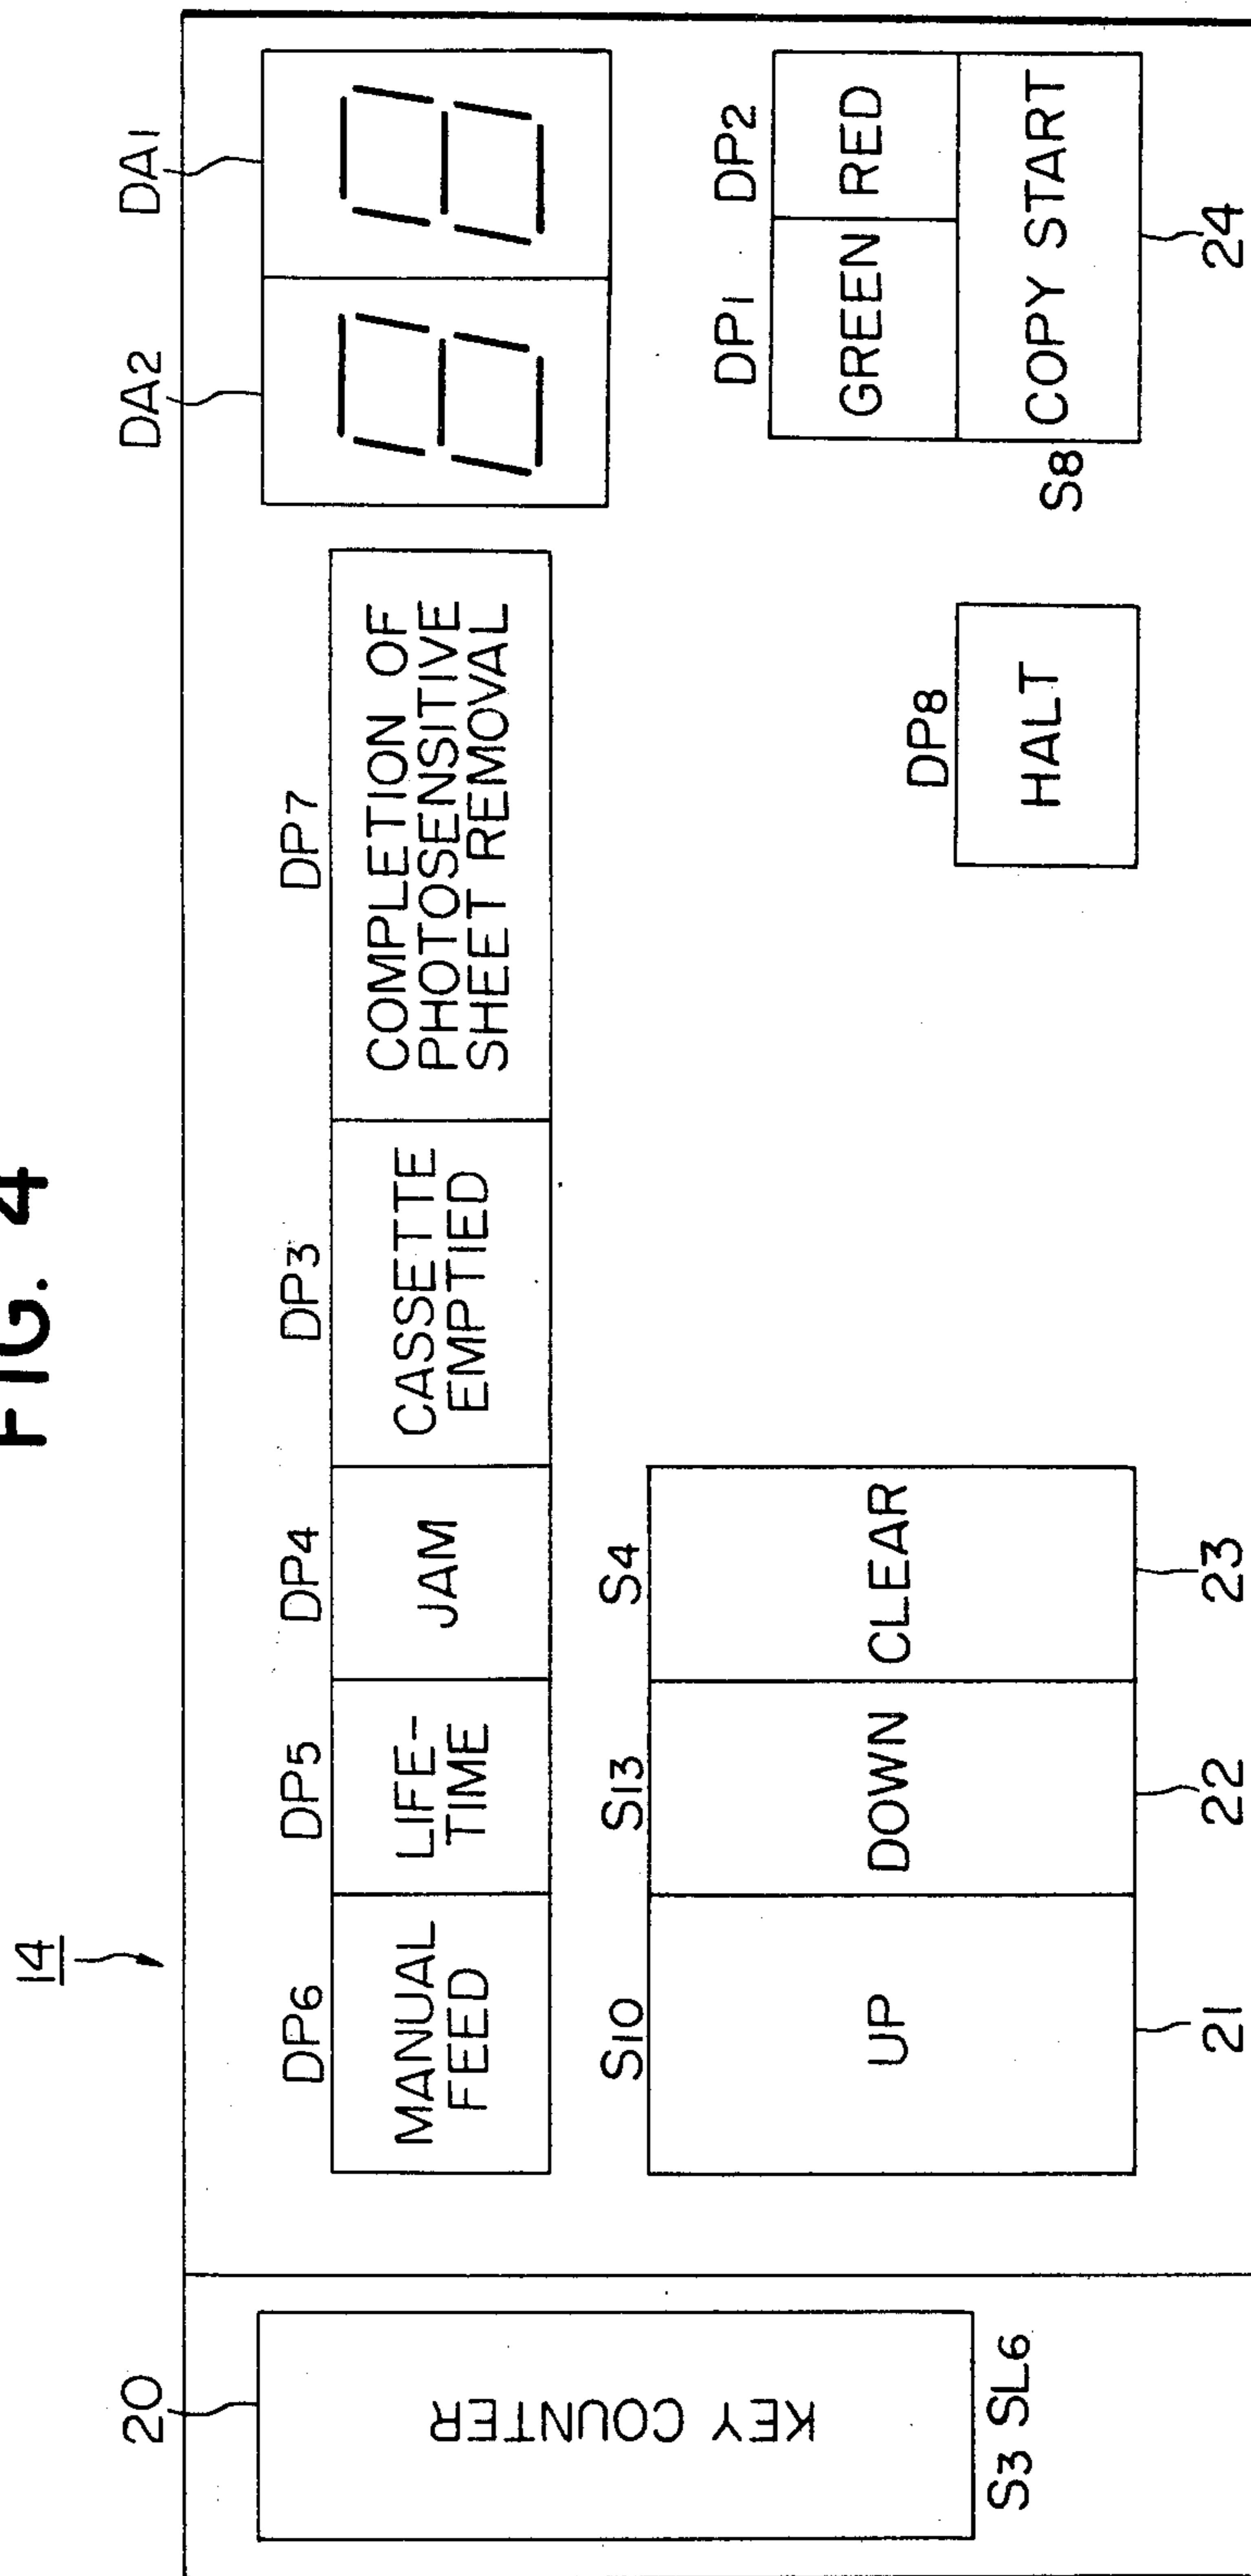 FIG. 4
14
20
KEY COUNTER
S3 SL6
DP6
MANUAL
FEED
DP5
LIFE-
TIME
DP4
JAM
DP3
CASSETTE
EMPTIED
DP7
COMPLETION OF
PHOTOSENSITIVE
SHEET REMOVAL
DA2
DA1
S10
UP
21
S13
DOWN
22
S4
CLEAR
23
DP8
HALT
DP1
GREEN
DP2
RED
S8
COPY START
24